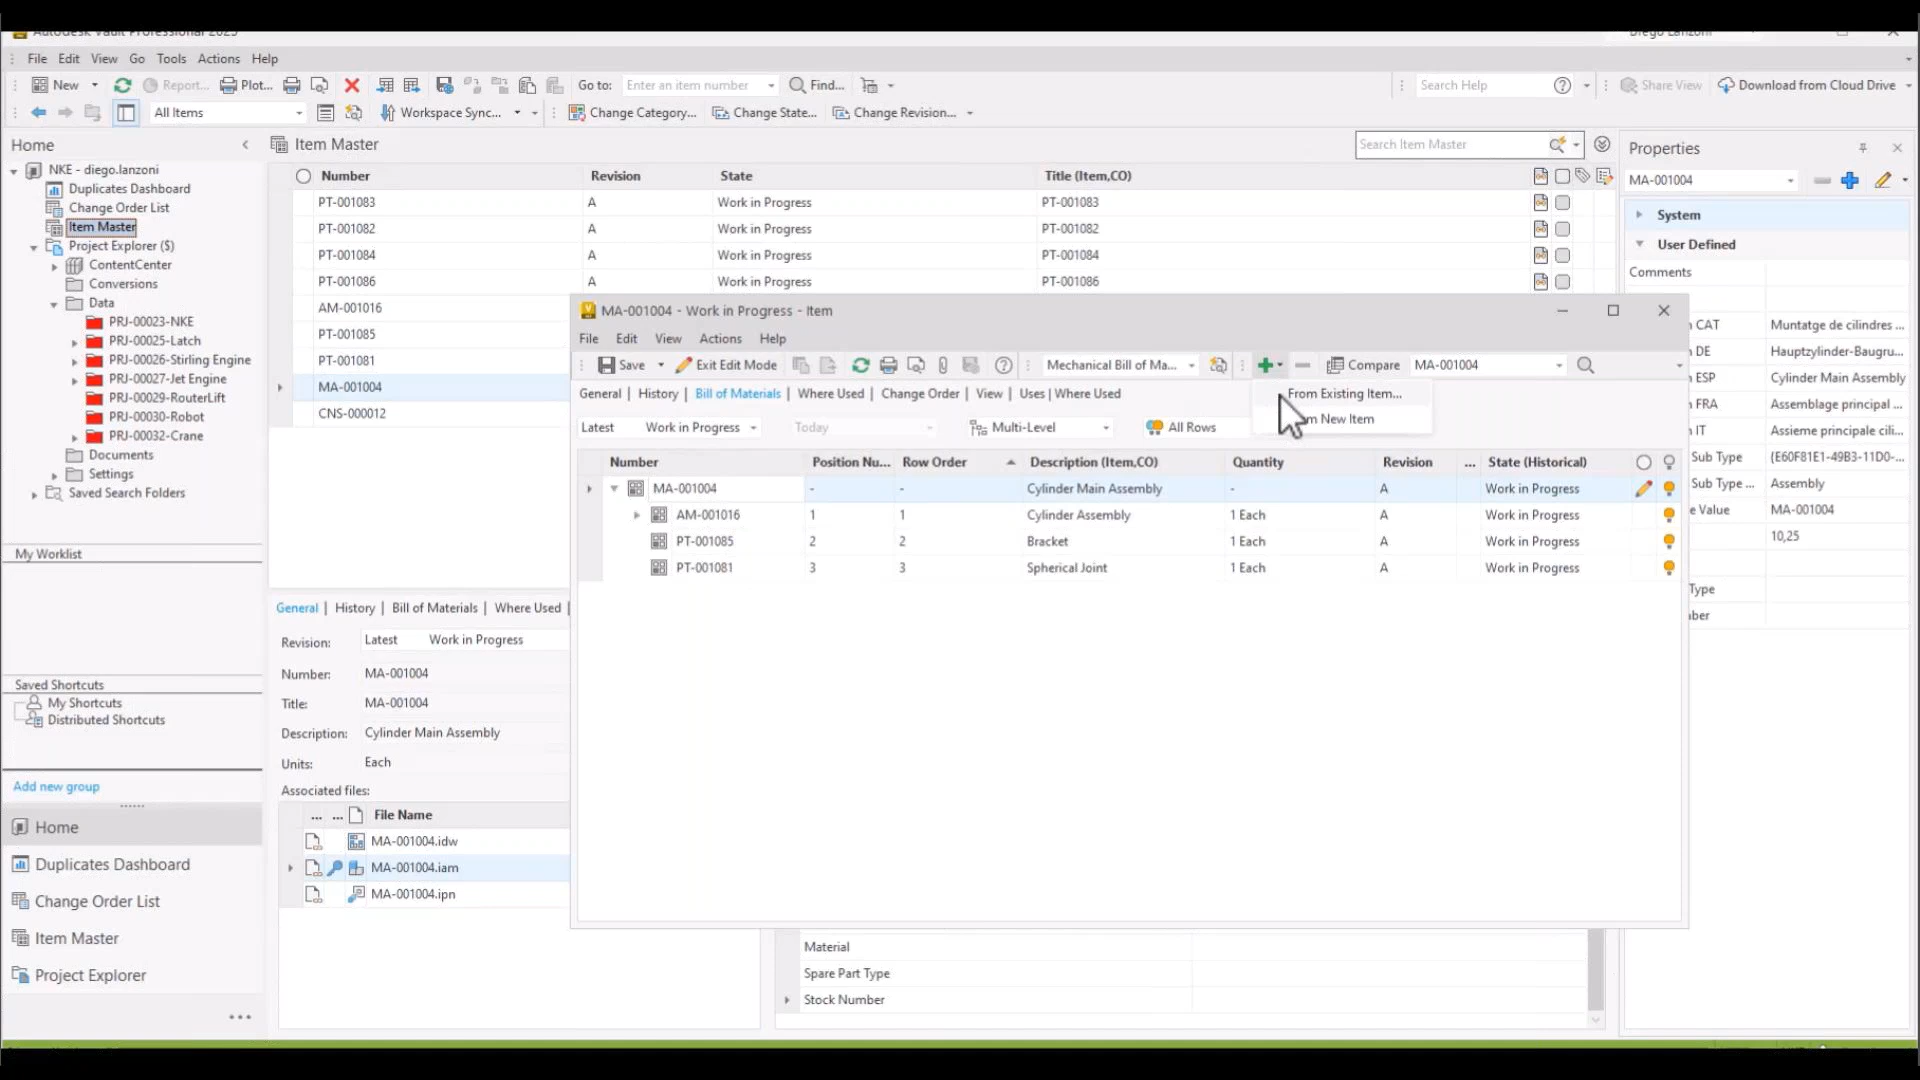 Autodesk Vault Professional 2025
Diego Lanzoni
File Edit View Go Tools Actions Help
New Report... Plot... Go to: Enter an item number Find... Search Help Share View Download from Cloud Drive
All Items Workspace Sync... Change Category... Change State... Change Revision...
Home
NKE - diego.lanzoni
Duplicates Dashboard
Change Order List
Item Master
Project Explorer ($)
ContentCenter
Conversions
Data
PRJ-00023-NKE
PRJ-00025-Latch
PRJ-00026-Stirling Engine
PRJ-00027-Jet Engine
PRJ-00029-RouterLift
PRJ-00030-Robot
PRJ-00032-Crane
Documents
Settings
Saved Search Folders
My Worklist
Saved Shortcuts
My Shortcuts
Distributed Shortcuts
Add new group
Home
Duplicates Dashboard
Change Order List
Item Master
Project Explorer
Item Master Search Item Master
Number Revision State Title (Item,CO)
PT-001083 A Work in Progress PT-001083
PT-001082 A Work in Progress PT-001082
PT-001084 A Work in Progress PT-001084
PT-001086 A Work in Progress PT-001086
AM-001016
PT-001085
PT-001081
MA-001004
CNS-000012
General | History | Bill of Materials | Where Used |
Revision: Latest Work in Progress
Number: MA-001004
Title: MA-001004
Description: Cylinder Main Assembly
Units: Each
Associated files:
... ... File Name
MA-001004.idw
MA-001004.iam
MA-001004.ipn
MA-001004 - Work in Progress - Item
File Edit View Actions Help
Save Exit Edit Mode Mechanical Bill of Ma... Compare MA-001004
General | History | Bill of Materials | Where Used | Change Order | View | Uses | Where Used
From Existing Item...
New Item
Latest Work in Progress Today Multi-Level All Rows
Number Position Nu... Row Order Description (Item,CO) Quantity Revision ... State (Historical)
MA-001004 - - Cylinder Main Assembly - A Work in Progress
AM-001016 1 1 Cylinder Assembly 1 Each A Work in Progress
PT-001085 2 2 Bracket 1 Each A Work in Progress
PT-001081 3 3 Spherical Joint 1 Each A Work in Progress
Material
Spare Part Type
Stock Number
Properties
MA-001004
System
User Defined
Comments
CAT Muntatge de cilindres ...
DE Hauptzylinder-Baugru...
ESP Cylinder Main Assembly
FRA Assemblage principal ...
IT Assieme principale cili...
Sub Type {E60F81E1-49B3-11D0-...
Sub Type ... Assembly
Value MA-001004
10,25
Type